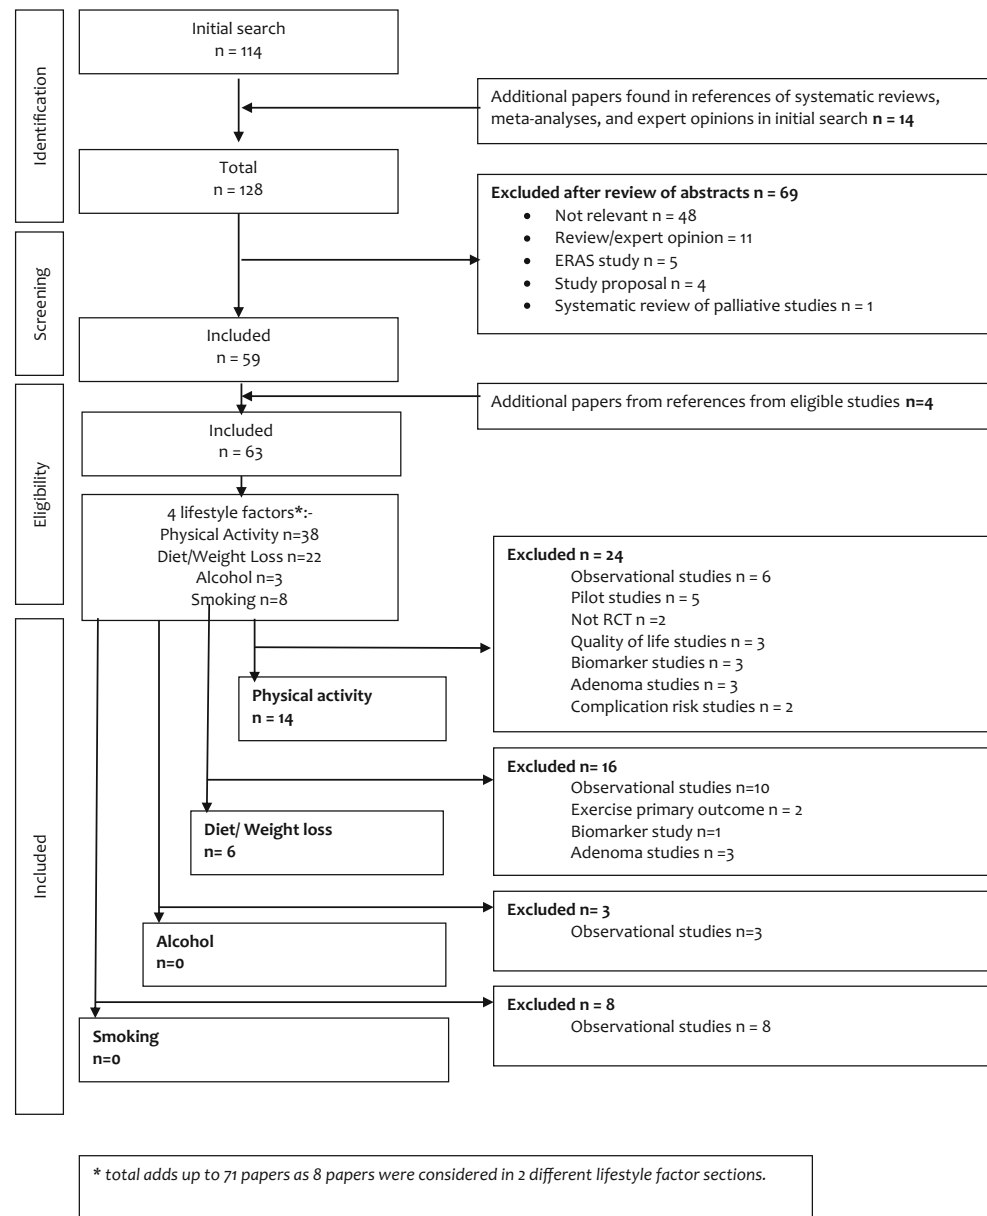 Identification
Initial search
n = 114
Additional papers found in references of systematic reviews,
meta-analyses, and expert opinions in initial search n = 14
Total
n = 128
Excluded after review of abstracts n = 69
• Not relevant n = 48
• Review/expert opinion = 11
• ERAS study n = 5
• Study proposal n = 4
• Systematic review of palliative studies n = 1
Screening
Included
n = 59
Eligibility
Additional papers from references from eligible studies n=4
Included
n = 63
4 lifestyle factors*:-
Physical Activity n=38
Diet/Weight Loss n=22
Alcohol n=3
Smoking n=8
Included
Excluded n = 24
Observational studies n = 6
Pilot studies n = 5
Not RCT n =2
Quality of life studies n = 3
Biomarker studies n = 3
Adenoma studies n = 3
Complication risk studies n = 2
Physical activity
n = 14
Excluded n= 16
Observational studies n=10
Exercise primary outcome n = 2
Biomarker study n=1
Adenoma studies n =3
Diet/ Weight loss
n= 6
Excluded n= 3
Observational studies n=3
Alcohol
n=0
Excluded n = 8
Observational studies n = 8
Smoking
n=0
* total adds up to 71 papers as 8 papers were considered in 2 different lifestyle factor sections.